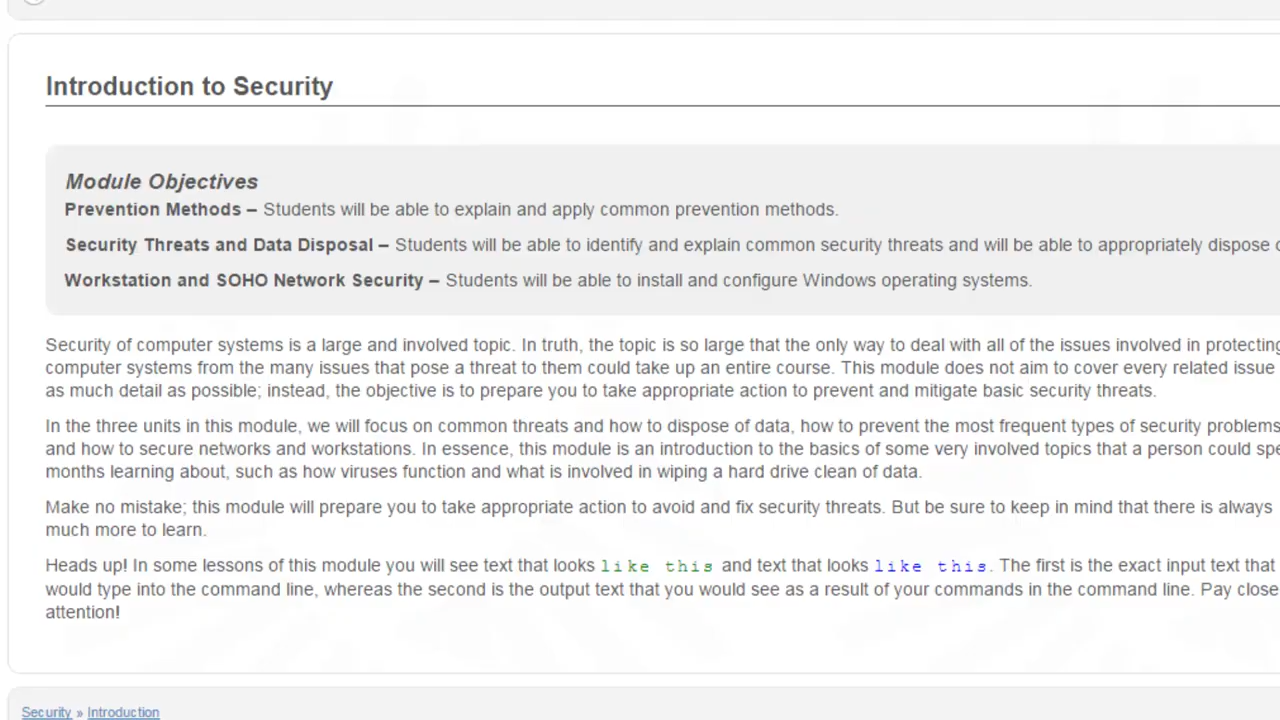 Introduction to Security
Module Objectives
Prevention Methods – Students will be able to explain and apply common prevention methods.
Security Threats and Data Disposal – Students will be able to identify and explain common security threats and will be able to appropriately dispose
Workstation and SOHO Network Security – Students will be able to install and configure Windows operating systems.
Security of computer systems is a large and involved topic. In truth, the topic is so large that the only way to deal with all of the issues involved in protecting
computer systems from the many issues that pose a threat to them could take up an entire course. This module does not aim to cover every related issue
as much detail as possible; instead, the objective is to prepare you to take appropriate action to prevent and mitigate basic security threats.
In the three units in this module, we will focus on common threats and how to dispose of data, how to prevent the most frequent types of security problems
and how to secure networks and workstations. In essence, this module is an introduction to the basics of some very involved topics that a person could
months learning about, such as how viruses function and what is involved in wiping a hard drive clean of data.
Make no mistake; this module will prepare you to take appropriate action to avoid and fix security threats. But be sure to keep in mind that there is always
much more to learn.
Heads up! In some lessons of this module you will see text that looks like this and text that looks like this. The first is the exact input text that
would type into the command line, whereas the second is the output text that you would see as a result of your commands in the command line. Pay close
attention!
Security » Introduction